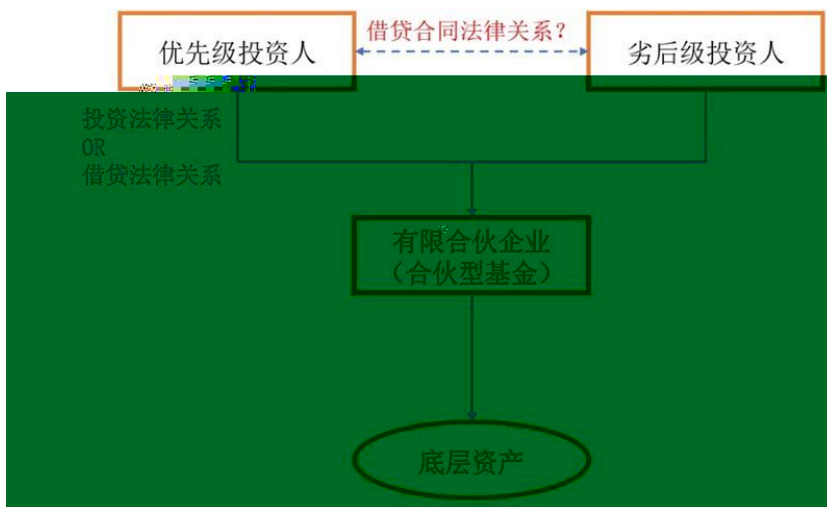 借贷合同法律关系？
优先级投资人
劣后级投资人
投资法律关系
OR
借贷法律关系
有限合伙企业
（合伙型基金）
底层资产